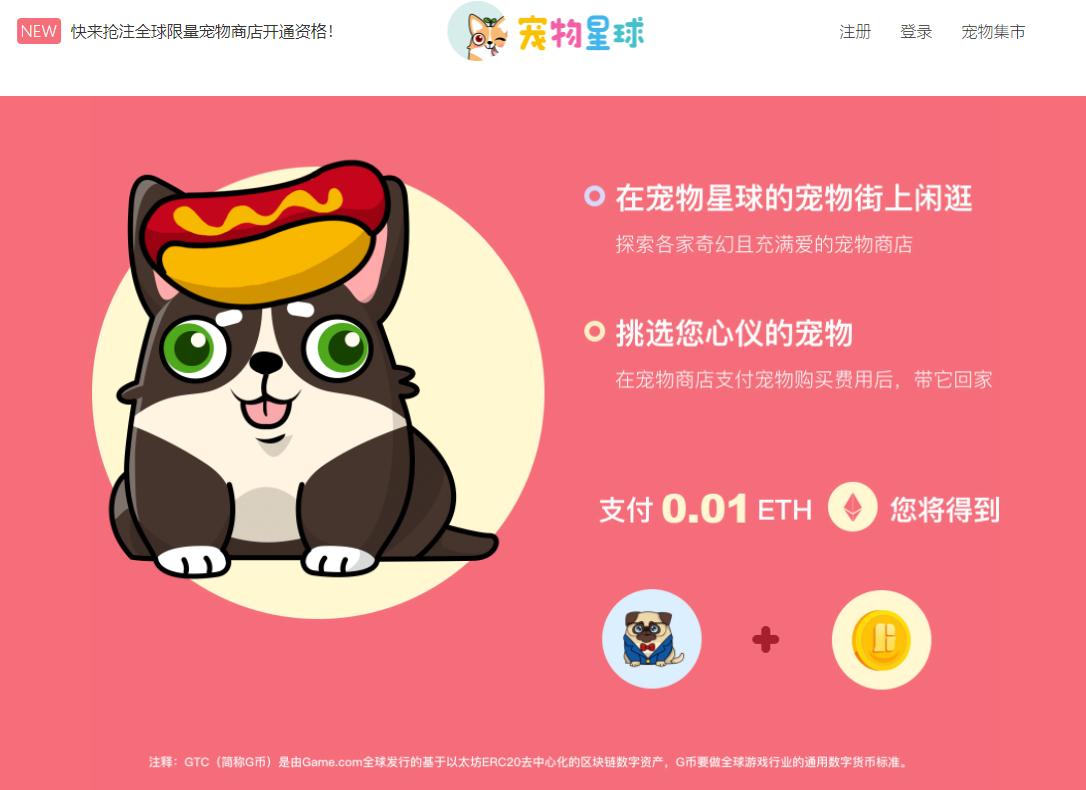 NEW 快来抢注全球限量宠物商店开通资格!
宠物星球
注册 登录 宠物集市
在宠物星球的宠物街上闲逛
探索各家奇幻且充满爱的宠物商店
挑选您心仪的宠物
在宠物商店支付宠物购买费用后，带它回家
支付 0.01 ETH 您将得到
注释：GTC（简称G币）是由Game.com全球发行的基于以太坊ERC20去中心化的区块链数字资产，G币要做全球游戏行业的通用数字货币标准。